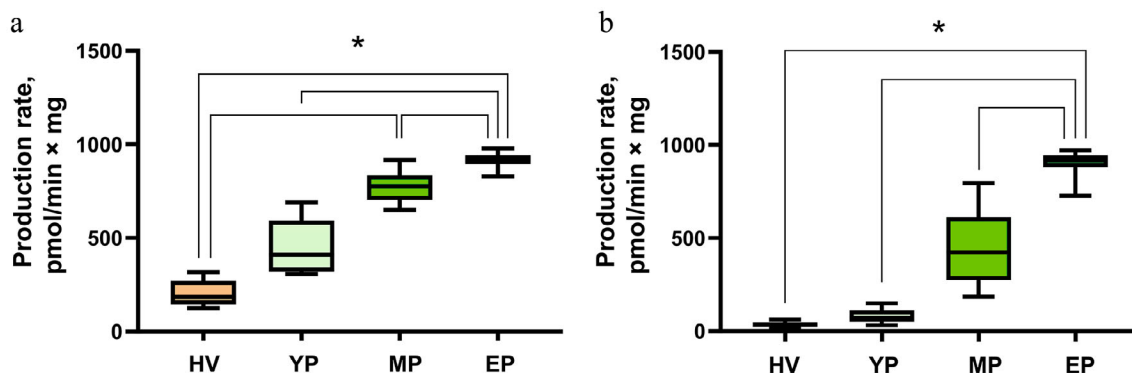 a
*
Production rate,
pmol/min × mg
1500
1000
500
0
HV YP MP EP
b
*
Production rate,
pmol/min × mg
1500
1000
500
0
HV YP MP EP